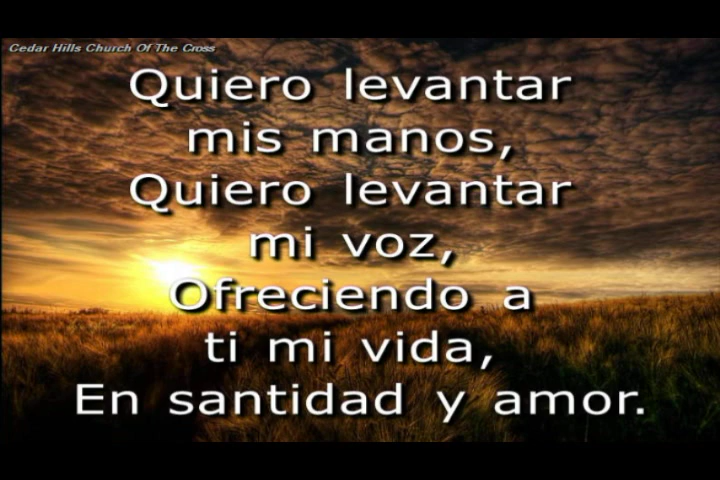 Cedar Hills Church Of The Cross
Quiero levantar
mis manos,
Quiero levantar
mi voz,
Ofreciendo a
ti mi vida,
En santidad y amor.